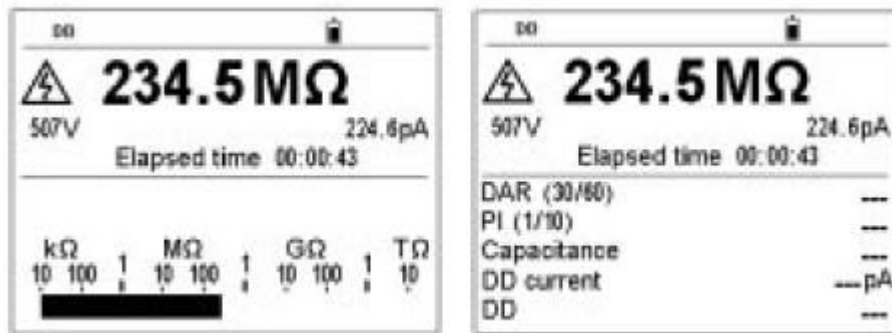 DD
234.5MΩ
507V 224.6pA
Elapsed time 00:00:43
kΩ MΩ GΩ TΩ
10 100 1 10 100 1 10 100 1 10
DD
234.5MΩ
507V 224.6pA
Elapsed time 00:00:43
DAR (30/60) ---
PI (1/10) ---
Capacitance ---
DD current ---pA
DD ---